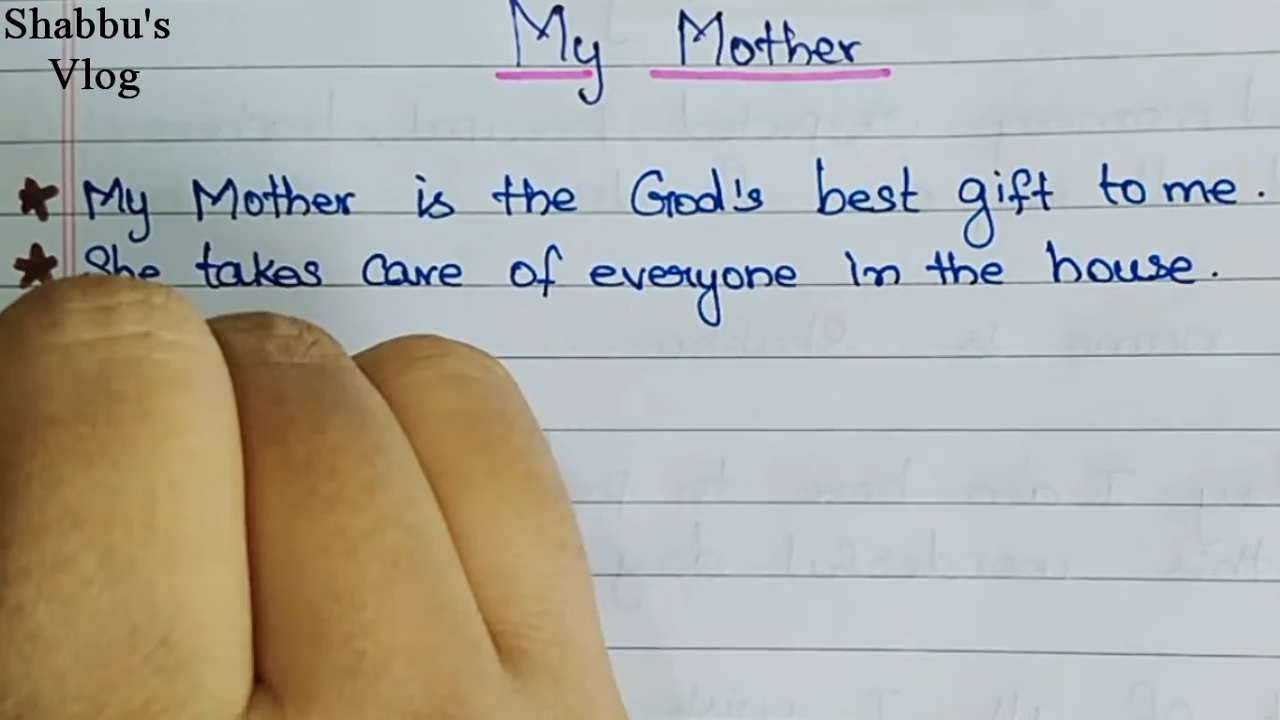 Shabbu's
Vlog
My Mother
★ My Mother is the God's best gift to me.
★ She takes care of everyone In the house.